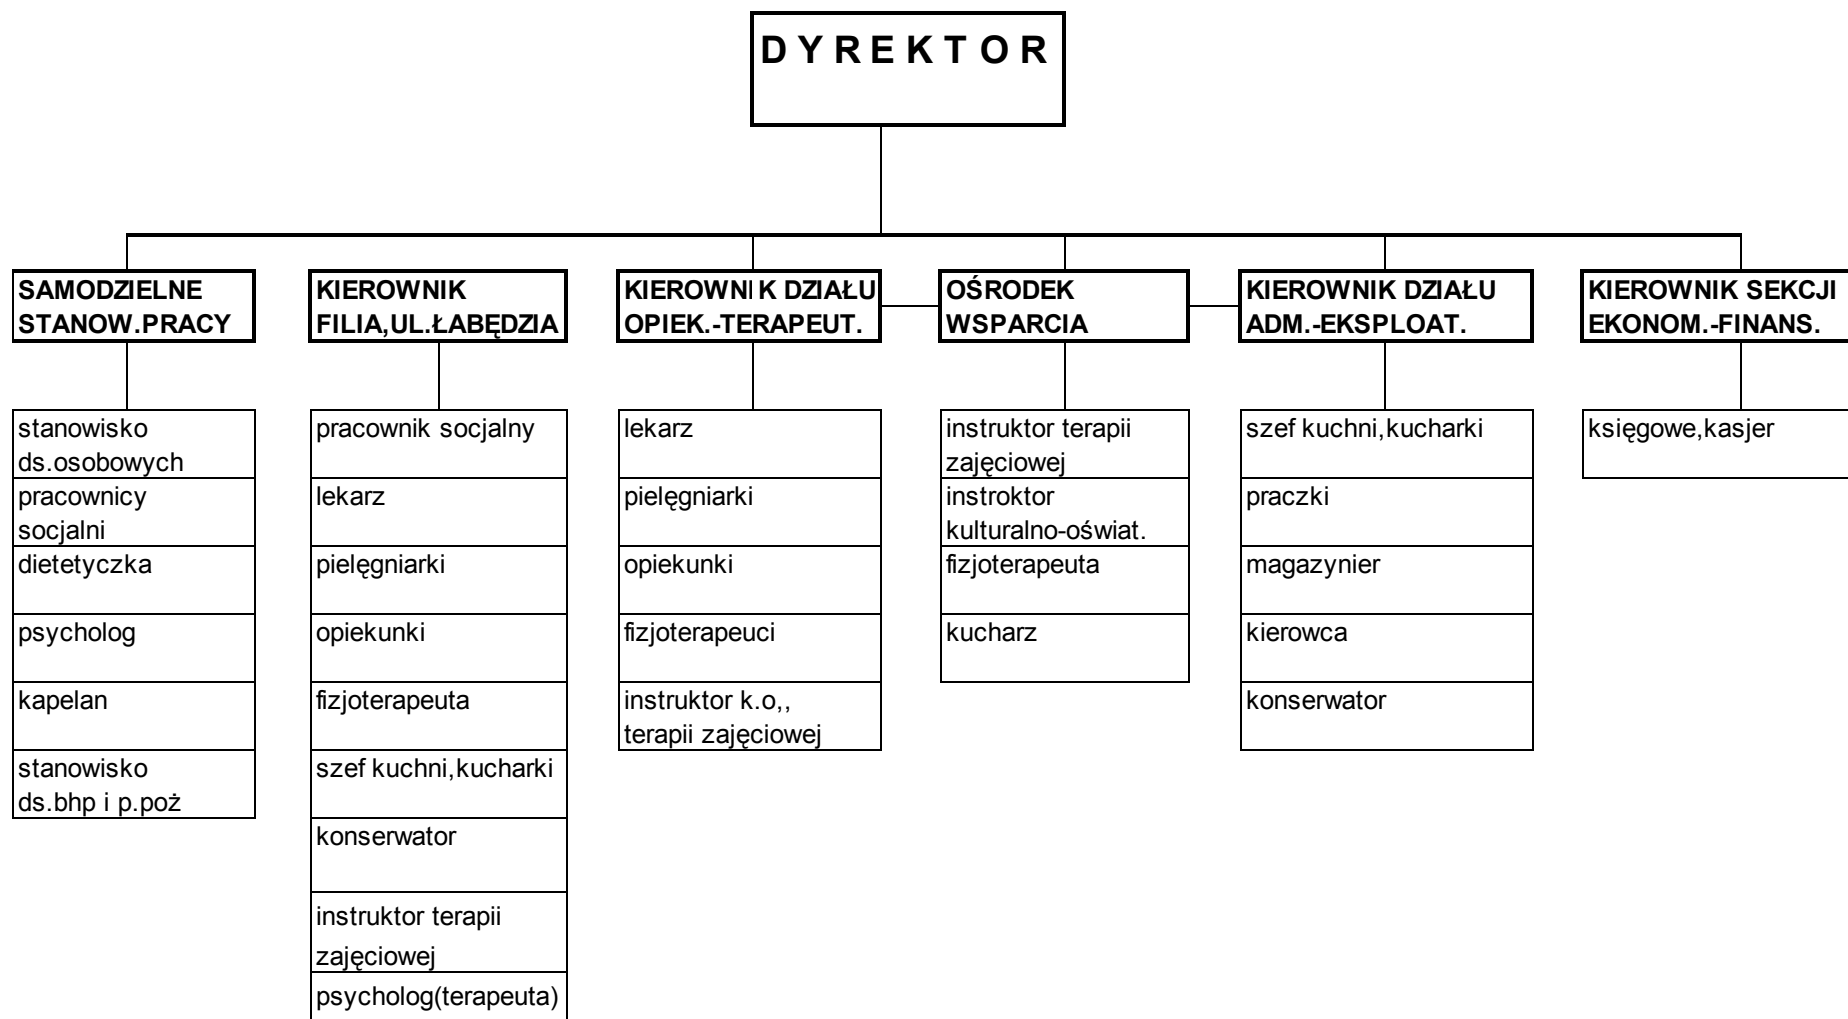 D Y R E K T O R
SAMODZIELNE
STANOW.PRACY
KIEROWNIK
FILIA,UL.ŁABĘDZIA
KIEROWNIK DZIAŁU
OPIEK.-TERAPEUT.
OŚRODEK
WSPARCIA
KIEROWNIK DZIAŁU
ADM.-EKSPLOAT.
KIEROWNIK SEKCJI
EKONOM.-FINANS.
stanowisko
ds.osobowych
pracownicy
socjalni
dietetyczka
psycholog
kapelan
stanowisko
ds.bhp i p.poż
pracownik socjalny
lekarz
pielęgniarki
opiekunki
fizjoterapeuta
szef kuchni,kucharki
konserwator
instruktor terapii
zajęciowej
psycholog(terapeuta)
lekarz
pielęgniarki
opiekunki
fizjoterapeuci
instruktor k.o,,
terapii zajęciowej
instruktor terapii
zajęciowej
instroktor
kulturalno-oświat.
fizjoterapeuta
kucharz
szef kuchni,kucharki
praczki
magazynier
kierowca
konserwator
księgowe,kasjer